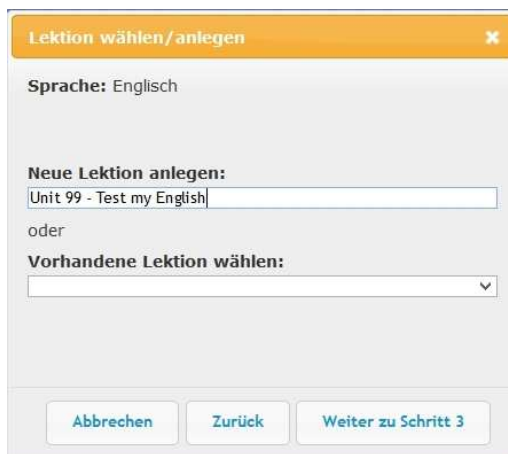 Lektion wählen/anlegen
Sprache: Englisch
Neue Lektion anlegen:
Unit 99 - Test my English
oder
Vorhandene Lektion wählen:
Abbrechen Zurück Weiter zu Schritt 3